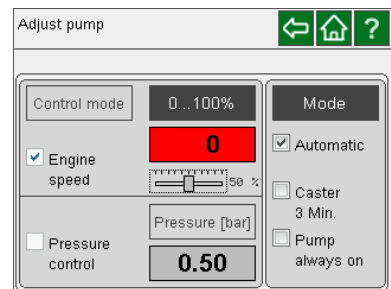 Adjust pump
?
Control mode
0...100%
Mode
0
Automatic
Engine
speed
50 %
Caster
3 Min.
Pressure [bar]
Pressure
control
0.50
Pump
always on